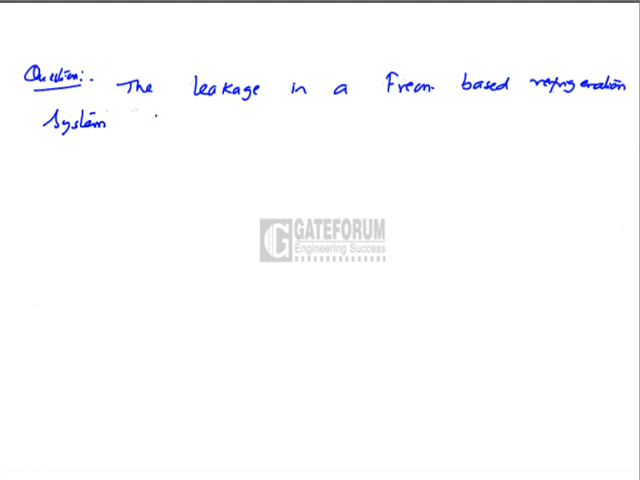 Question:- The leakage in a Freon based refrigeration
System
GATEFORUM
Engineering Success